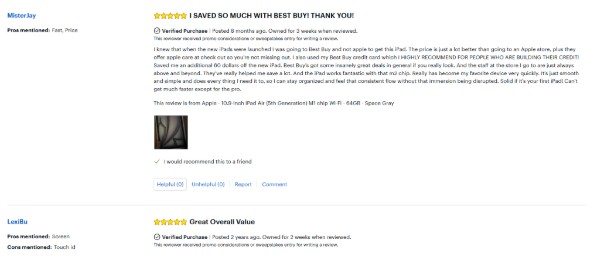 MisterJay
Pros mentioned: Fast, Price
I SAVED SO MUCH WITH BEST BUY! THANK YOU!
Verified Purchase | Posted 8 months ago. Owned for 3 weeks when reviewed.
This reviewer received promo considerations or sweepstakes entry for writing a review.
I knew that when the new iPads were launched I was going to Best Buy and not apple to get this iPad. The price is just a lot better than going to an Apple store, plus they
offer apple care at check out so you're not missing out. I also used my Best Buy credit card which I HIGHLY RECOMMEND FOR PEOPLE WHO ARE BUILDING THEIR CREDIT!
Saved me an additional 60 dollars off the new iPad. Best Buy's got some insanely great deals in general if you really look. And the staff at the store I go to are just always
above and beyond. They've really helped me save a lot. And the iPad works fantastic with that m2 chip. Really has become my favorite device very quickly. It's just smooth
and simple and does every thing I need it to, so I can stay organized and feel that consistent flow without that immersion being disrupted. Solid if it's your first iPad! Can't
get much faster except for the pro.
This review is from Apple - 10.9-Inch iPad Air (5th Generation) M1 chip Wi-Fi - 64GB - Space Gray
I would recommend this to a friend
Helpful (0)
Unhelpful (0)
Report
Comment
LexiBu
Pros mentioned: Screen
Cons mentioned: Touch id
Great Overall Value
Verified Purchase | Posted 2 years ago. Owned for 2 weeks when reviewed.
This reviewer received promo considerations or sweepstakes entry for writing a review.